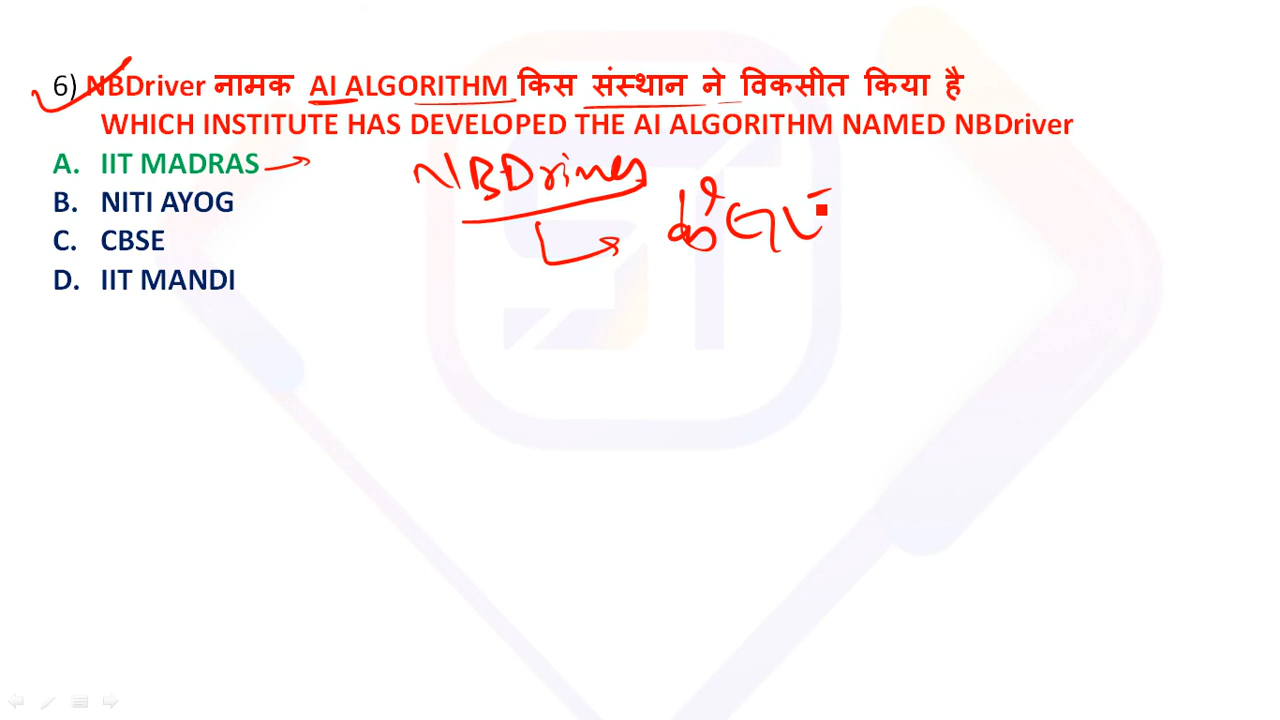 6) NBDriver नामक AI ALGORITHM किस संस्थान ने विकसीत किया है
WHICH INSTITUTE HAS DEVELOPED THE AI ALGORITHM NAMED NBDriver
A. IIT MADRAS
B. NITI AYOG
C. CBSE
D. IIT MANDI
NBDrives